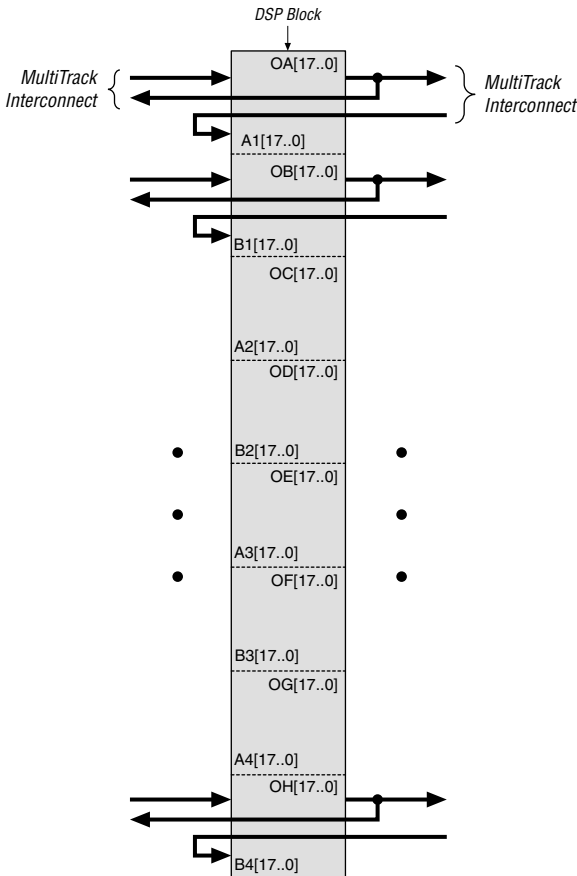 DSP Block
MultiTrack
Interconnect
OA[17..0]
MultiTrack
Interconnect
A1[17..0]
OB[17..0]
B1[17..0]
OC[17..0]
A2[17..0]
OD[17..0]
B2[17..0]
OE[17..0]
A3[17..0]
OF[17..0]
B3[17..0]
OG[17..0]
A4[17..0]
OH[17..0]
B4[17..0]